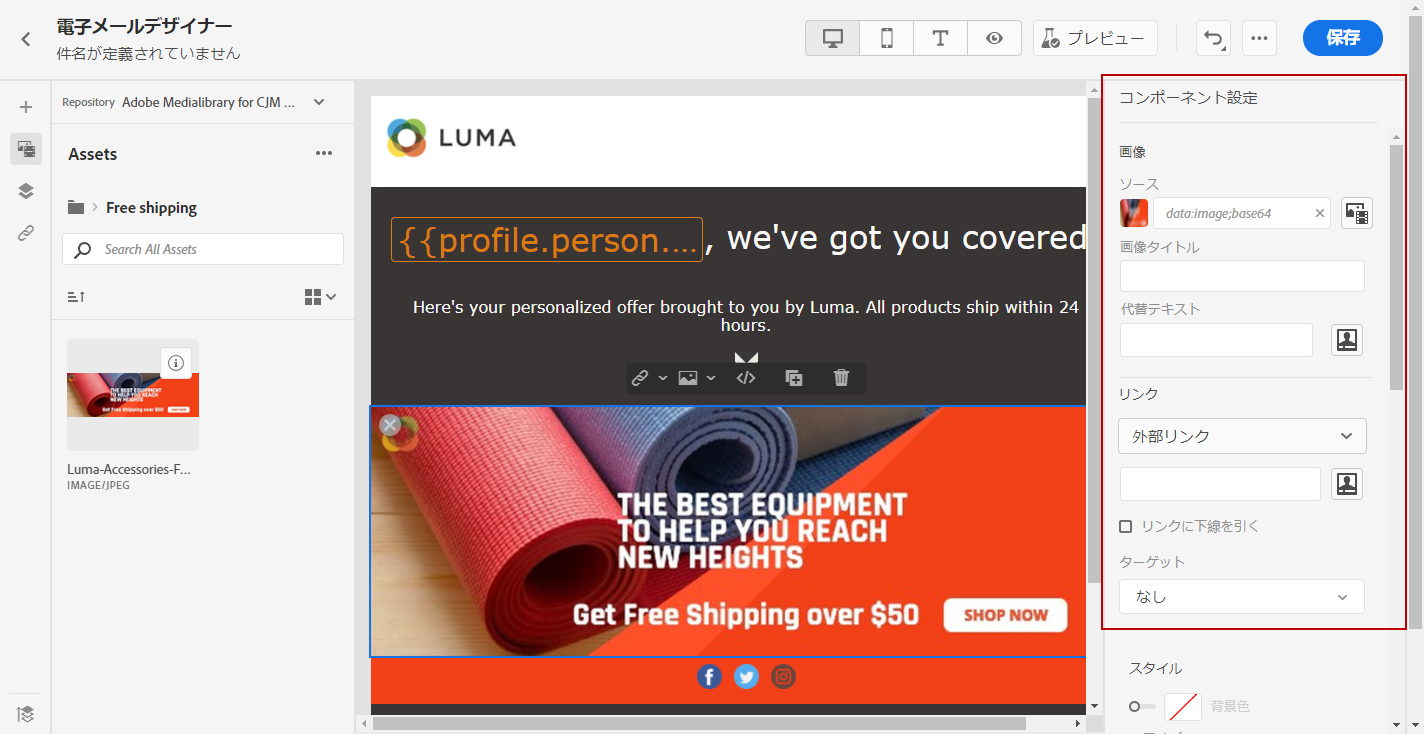 電子メールデザイナー
件名が定義されていません
T
プレビュー
保存
Repository Adobe Medialibrary for CJM ...
Assets
Free shipping
Search All Assets
THE BEST EQUIPMENT
TO HELP YOU REACH
NEW HEIGHTS
Get Free Shipping over $50 SHOP NOW
Luma-Accessories-F...
IMAGE/JPEG
LUMA
{{profile.person.... , we've got you covered
Here's your personalized offer brought to you by Luma. All products ship within 24
hours.
THE BEST EQUIPMENT
TO HELP YOU REACH
NEW HEIGHTS
Get Free Shipping over $50 SHOP NOW
コンポーネント設定
画像
ソース
data:image;base64
画像タイトル
代替テキスト
リンク
外部リンク
リンクに下線を引く
ターゲット
なし
スタイル
背景色